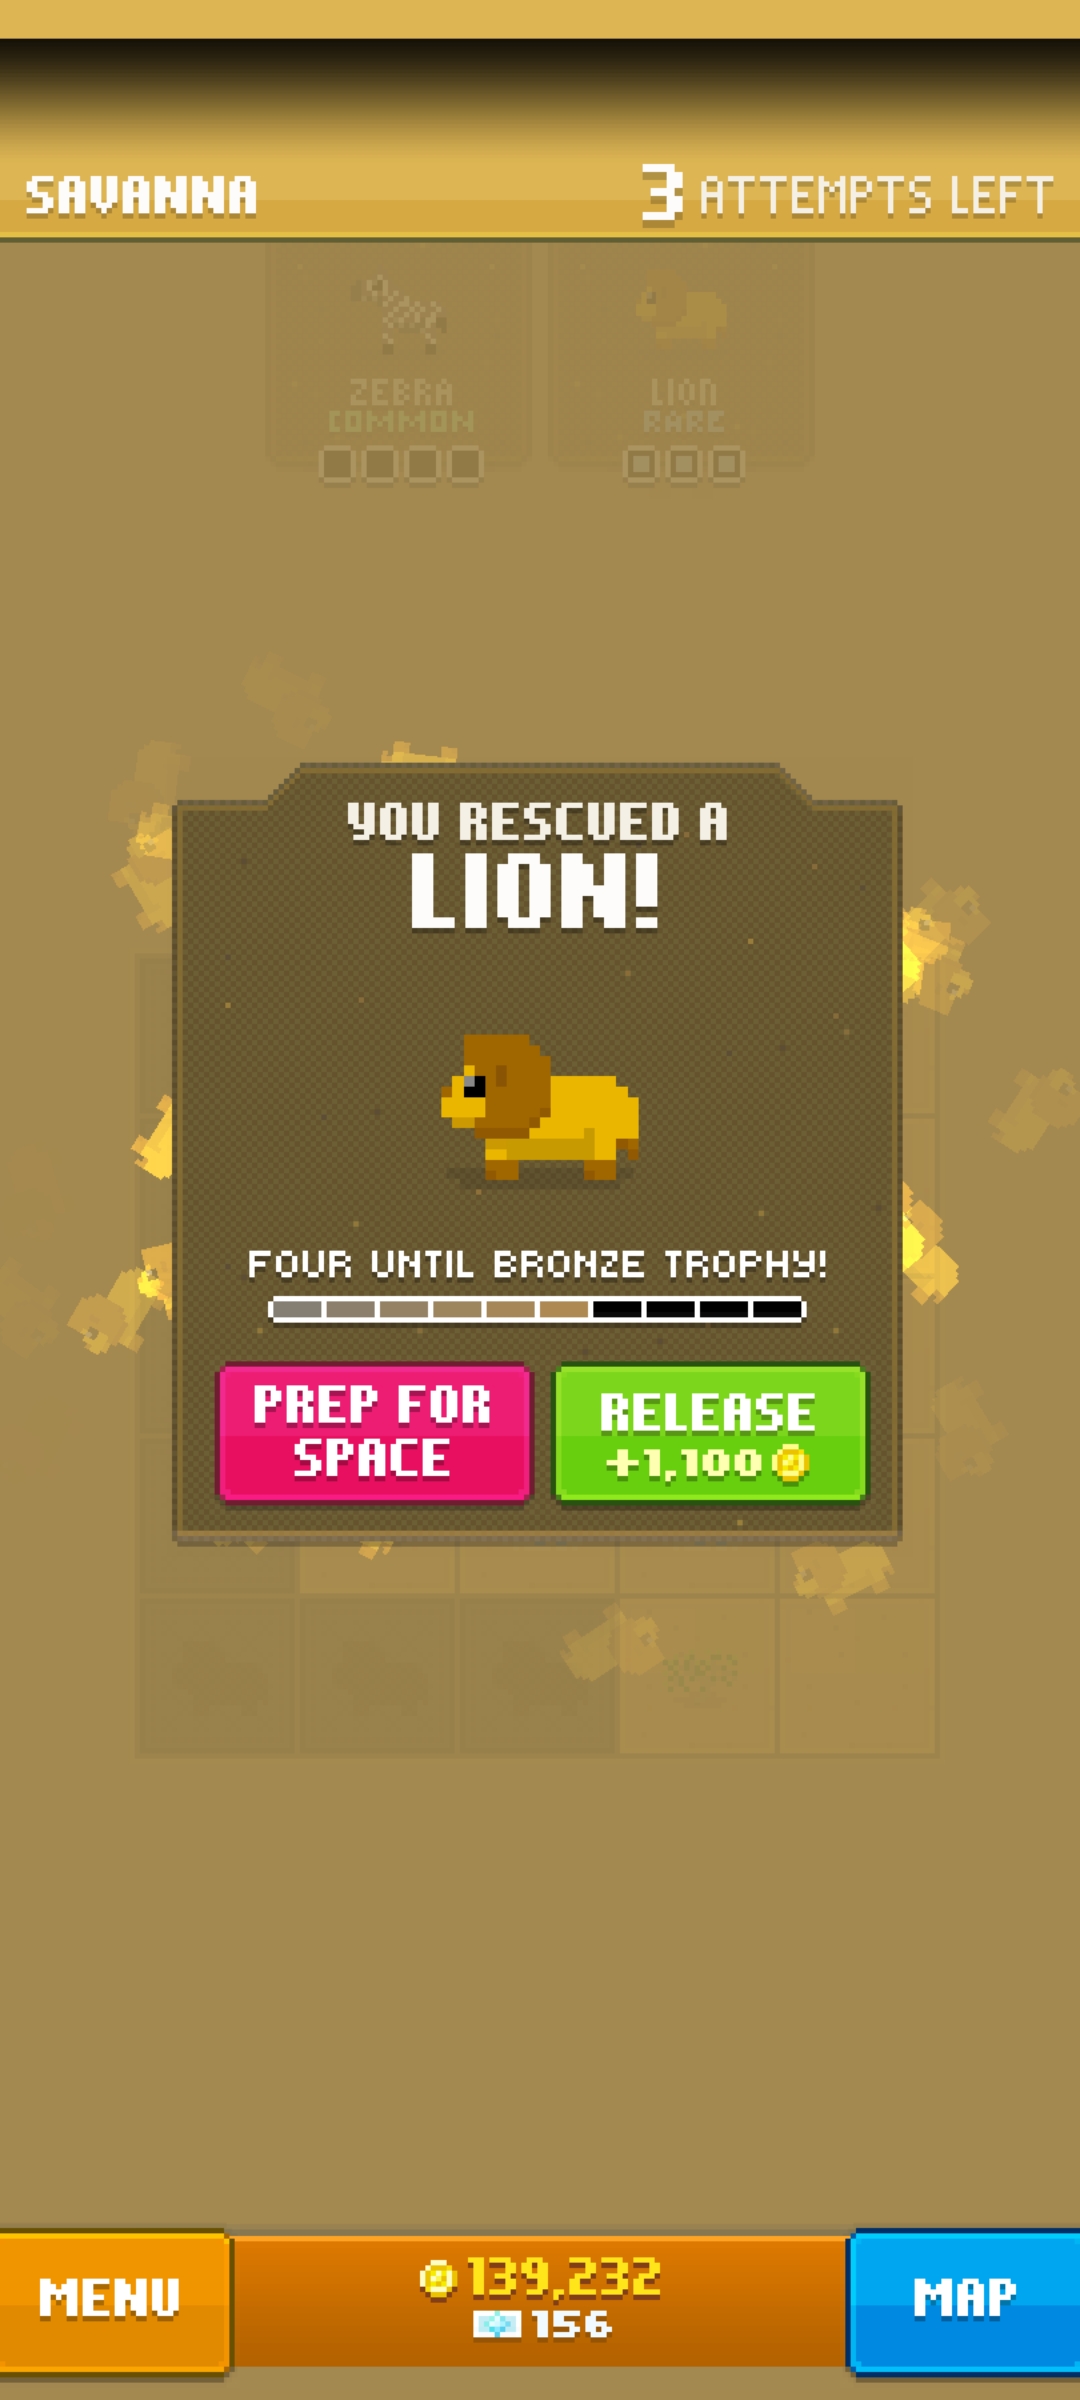 SAVANNA
3 ATTEMPTS LEFT
ZEBRA
COMMON
LION
RARE
YOU RESCUED A
LION!
FOUR UNTIL BRONZE TROPHY!
PREP FOR
SPACE
RELEASE
+1,100
MENU
139,232
156
MAP